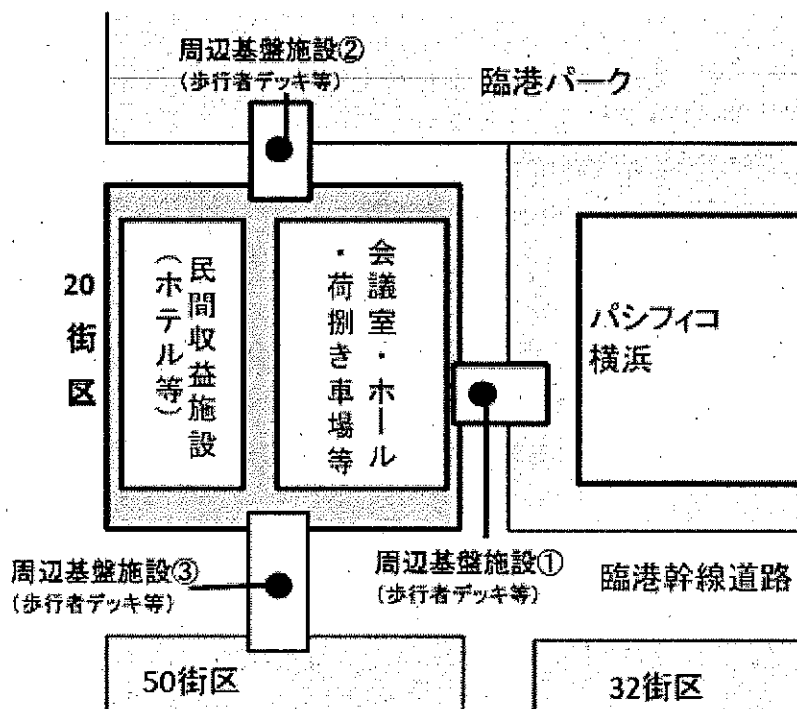 周辺基盤施設②
(歩行者デッキ等)
臨港パーク
20
街
区
民間収益施設
（ホテル等）
会議室・ホール
・荷捌き車場等
パシフィコ
横浜
周辺基盤施設③
(歩行者デッキ等)
周辺基盤施設①
(歩行者デッキ等)
臨港幹線道路
50街区
32街区